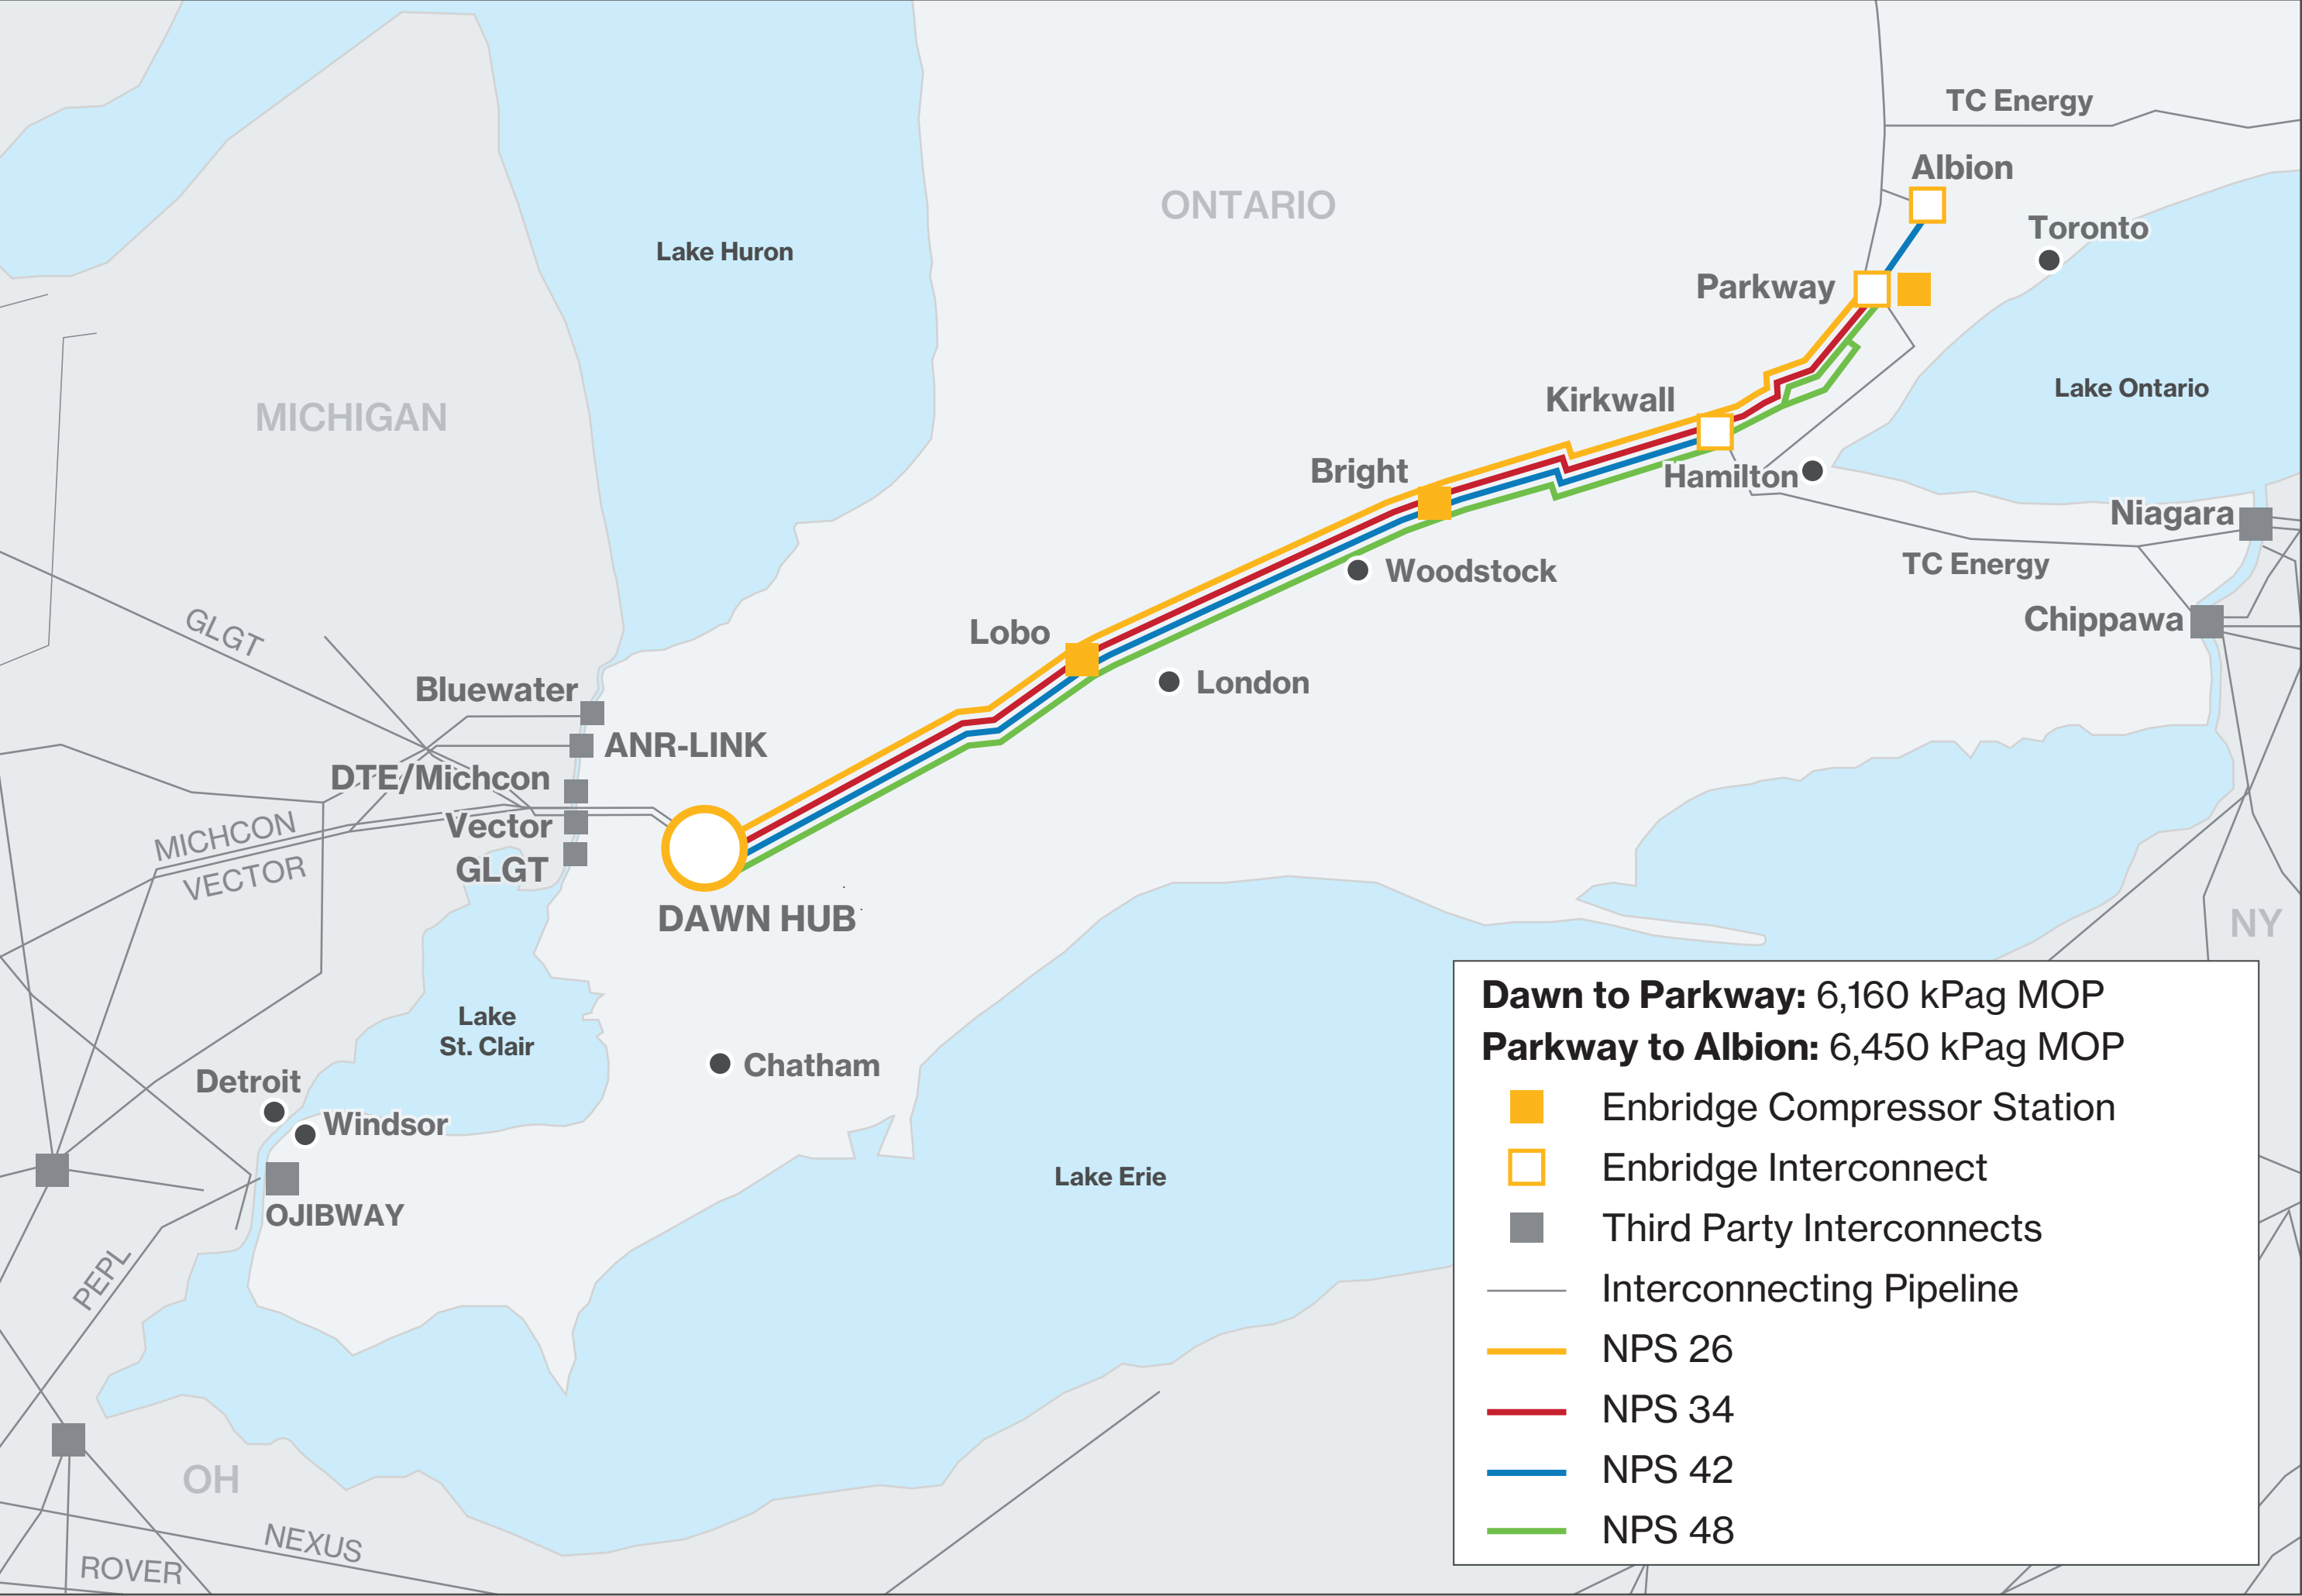 TC Energy
Albion
ONTARIO
Toronto
Lake Huron
Parkway
Lake Ontario
MICHIGAN
Kirkwall
Bright
Hamilton
Niagara
TC Energy
Woodstock
Chippawa
GLGT
Lobo
London
Bluewater
ANR-LINK
DTE/Michcon
MICHCON
Vector
VECTOR
GLGT
DAWN HUB
NY
Lake
St. Clair
Chatham
Detroit
Windsor
OJIBWAY
Lake Erie
PEPL
OH
NEXUS
ROVER
Dawn to Parkway: 6,160 kPag MOP
Parkway to Albion: 6,450 kPag MOP
Enbridge Compressor Station
Enbridge Interconnect
Third Party Interconnects
Interconnecting Pipeline
NPS 26
NPS 34
NPS 42
NPS 48